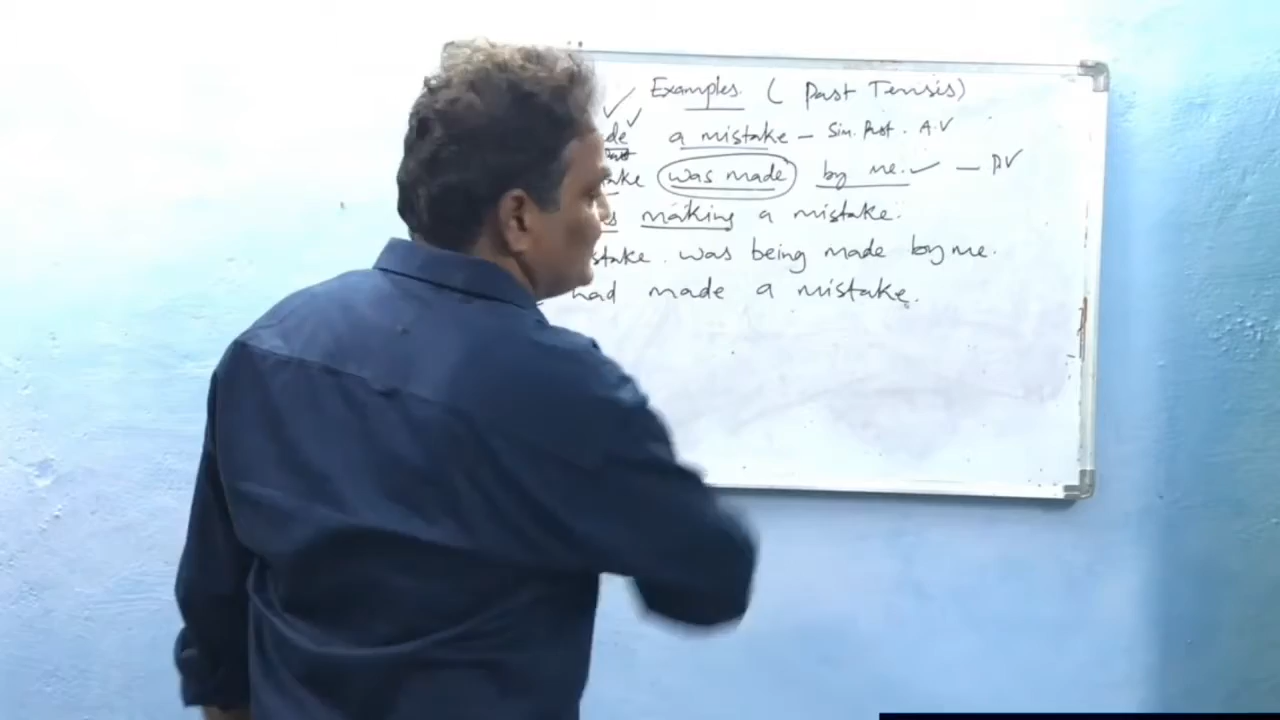 Examples ( Past Tensis)
de a mistake – Sim. Past. A.V
ake was made by me. – P.V
s making a mistake.
stake. was being made by me.
had made a mistake.